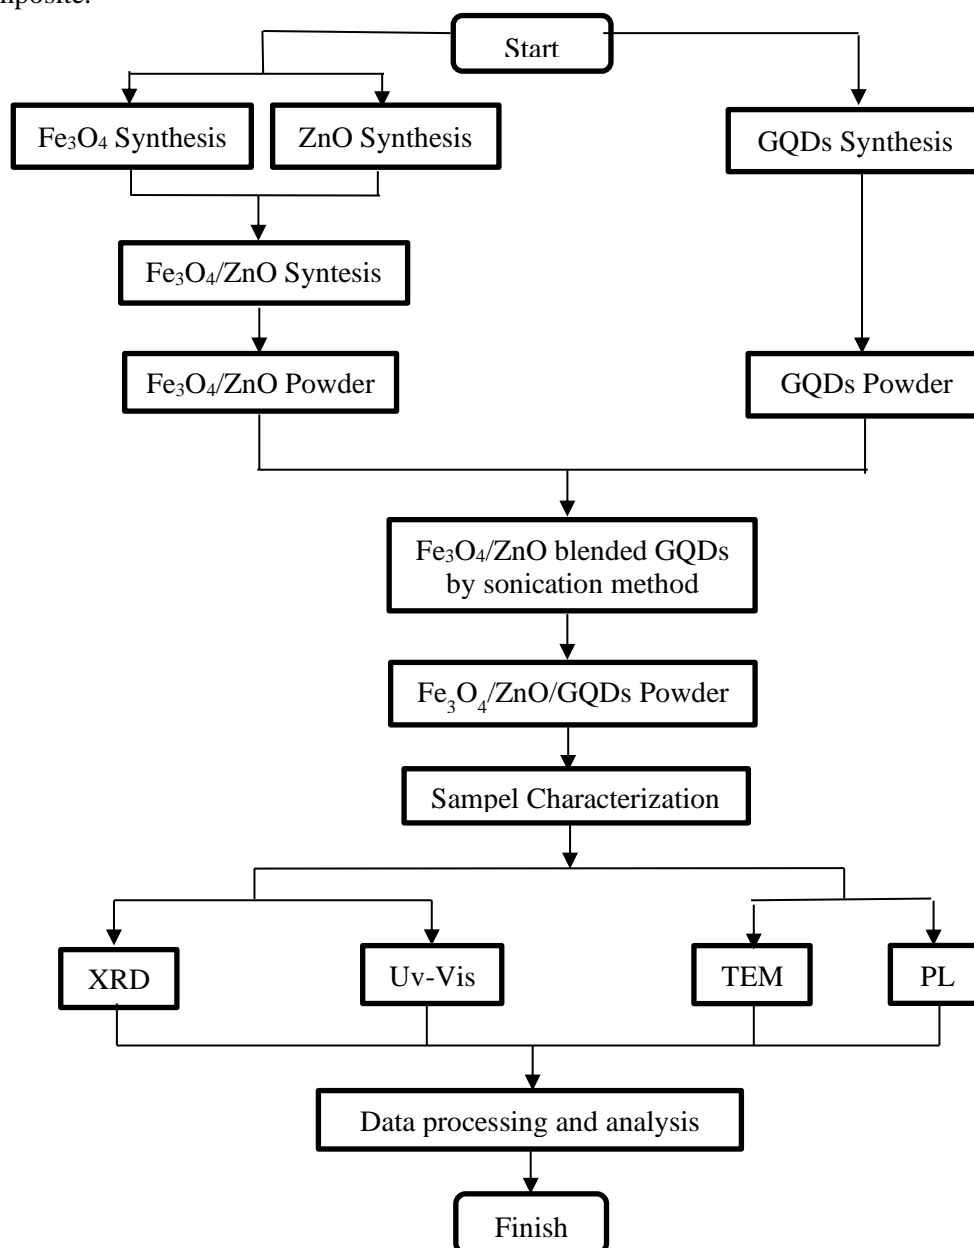 mposite.
Start
Fe₃O₄ Synthesis
ZnO Synthesis
GQDs Synthesis
Fe₃O₄/ZnO Syntesis
Fe₃O₄/ZnO Powder
GQDs Powder
Fe₃O₄/ZnO blended GQDs
by sonication method
Fe₃O₄/ZnO/GQDs Powder
Sampel Characterization
XRD
Uv-Vis
TEM
PL
Data processing and analysis
Finish